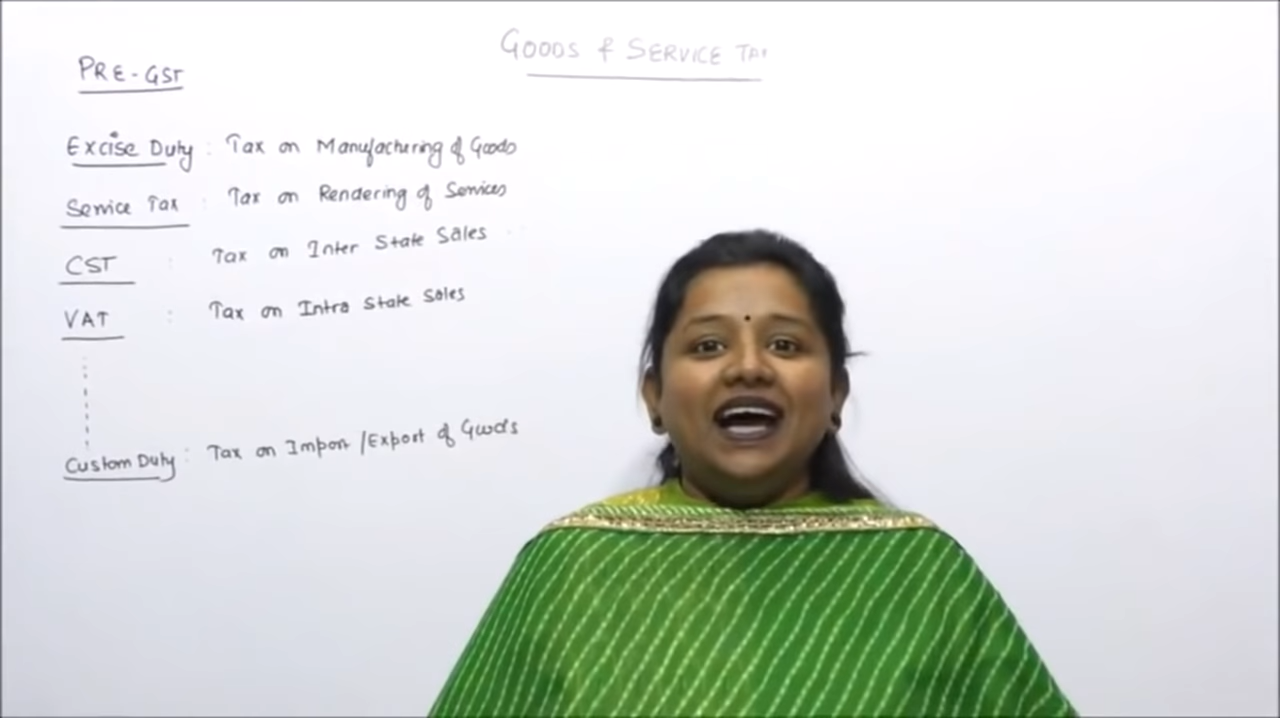 GOODS & SERVICE TAX
PRE-GST
Excise Duty : Tax on Manufacturing of Goods
Service Tax : Tax on Rendering of Services
CST : Tax on Inter State Sales
VAT : Tax on Intra State Sales
Custom Duty : Tax on Import /Export of Goods